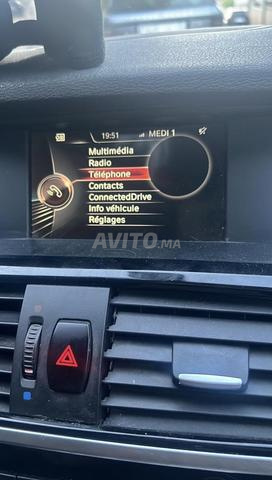 19:51 MEDI 1
Multimédia
Radio
Téléphone
Contacts
ConnectedDrive
Info véhicule
Réglages
AVITO.MA